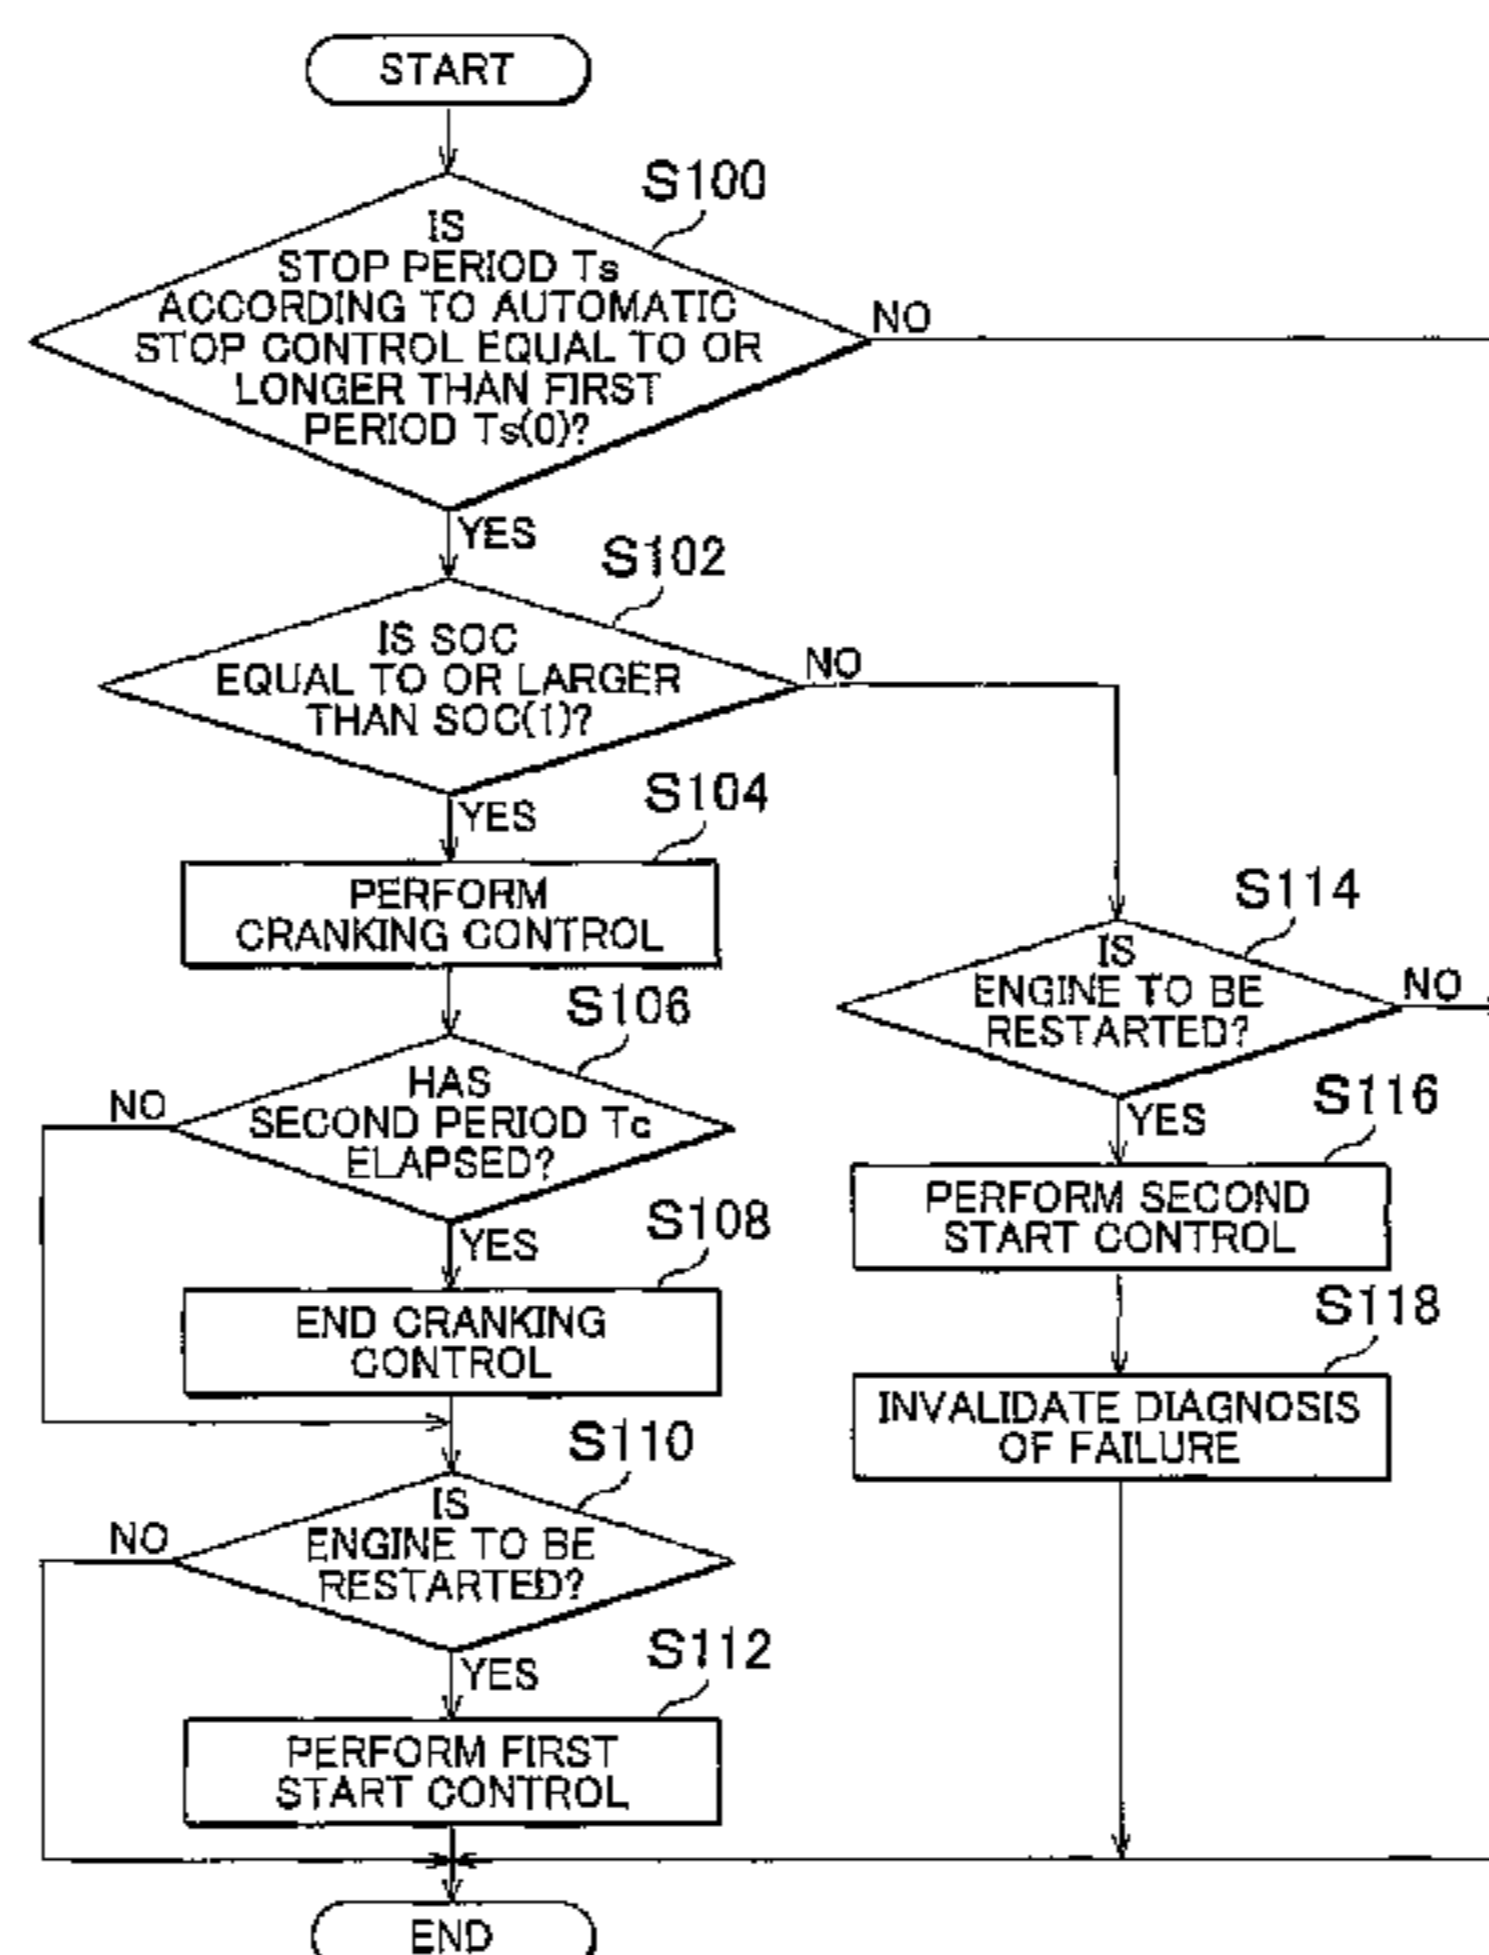 START
S100
IS
STOP PERIOD Ts
ACCORDING TO AUTOMATIC
STOP CONTROL EQUAL TO OR
LONGER THAN FIRST
PERIOD Ts(0)?
NO
YES
S102
IS SOC
EQUAL TO OR LARGER
THAN SOC(1)?
NO
YES
S104
PERFORM
CRANKING CONTROL
S106
HAS
SECOND PERIOD Tc
ELAPSED?
NO
YES
S108
END CRANKING
CONTROL
S110
IS
ENGINE TO BE
RESTARTED?
NO
YES
S112
PERFORM FIRST
START CONTROL
S114
IS
ENGINE TO BE
RESTARTED?
NO
YES
S116
PERFORM SECOND
START CONTROL
S118
INVALIDATE DIAGNOSIS
OF FAILURE
END